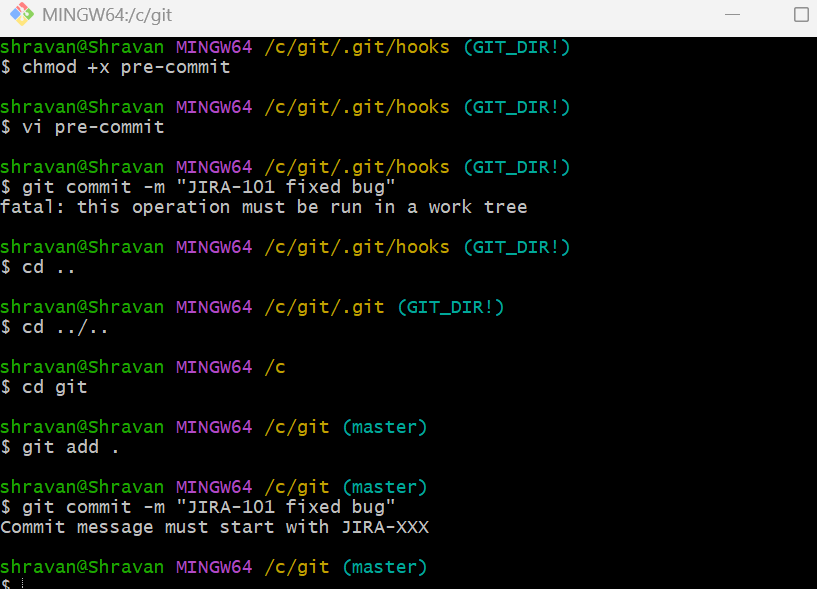 MINGW64:/c/git
shravan@Shravan MINGW64 /c/git/.git/hooks (GIT_DIR!)
$ chmod +x pre-commit
shravan@Shravan MINGW64 /c/git/.git/hooks (GIT_DIR!)
$ vi pre-commit
shravan@Shravan MINGW64 /c/git/.git/hooks (GIT_DIR!)
$ git commit -m "JIRA-101 fixed bug"
fatal: this operation must be run in a work tree
shravan@Shravan MINGW64 /c/git/.git/hooks (GIT_DIR!)
$ cd ..
shravan@Shravan MINGW64 /c/git/.git (GIT_DIR!)
$ cd ../..
shravan@Shravan MINGW64 /c
$ cd git
shravan@Shravan MINGW64 /c/git (master)
$ git add .
shravan@Shravan MINGW64 /c/git (master)
$ git commit -m "JIRA-101 fixed bug"
Commit message must start with JIRA-XXX
shravan@Shravan MINGW64 /c/git (master)
$